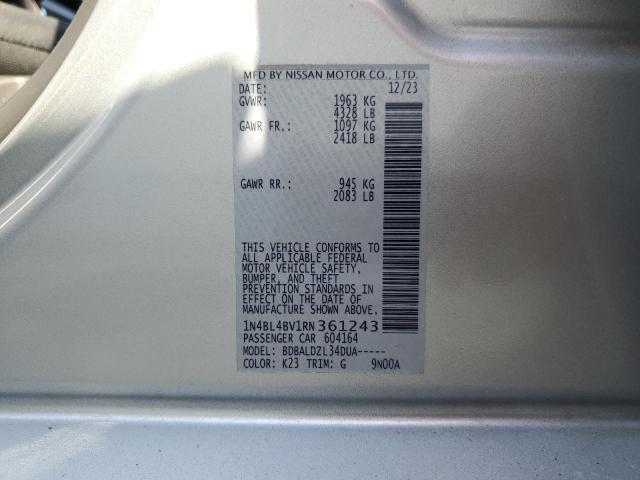 MFD BY NISSAN MOTOR CO., LTD.
DATE: 12/23
GVWR: 1963 KG
4328 LB
GAWR FR.: 1097 KG
2418 LB
GAWR RR.: 945 KG
2083 LB
THIS VEHICLE CONFORMS TO
ALL APPLICABLE FEDERAL
MOTOR VEHICLE SAFETY,
BUMPER, AND THEFT
PREVENTION STANDARDS IN
EFFECT ON THE DATE OF
MANUFACTURE SHOWN ABOVE.
1N4BL4BV1RN361243
PASSENGER CAR 604164
MODEL: BDBALDZL34DUA-----
COLOR: K23 TRIM: G 9N00A